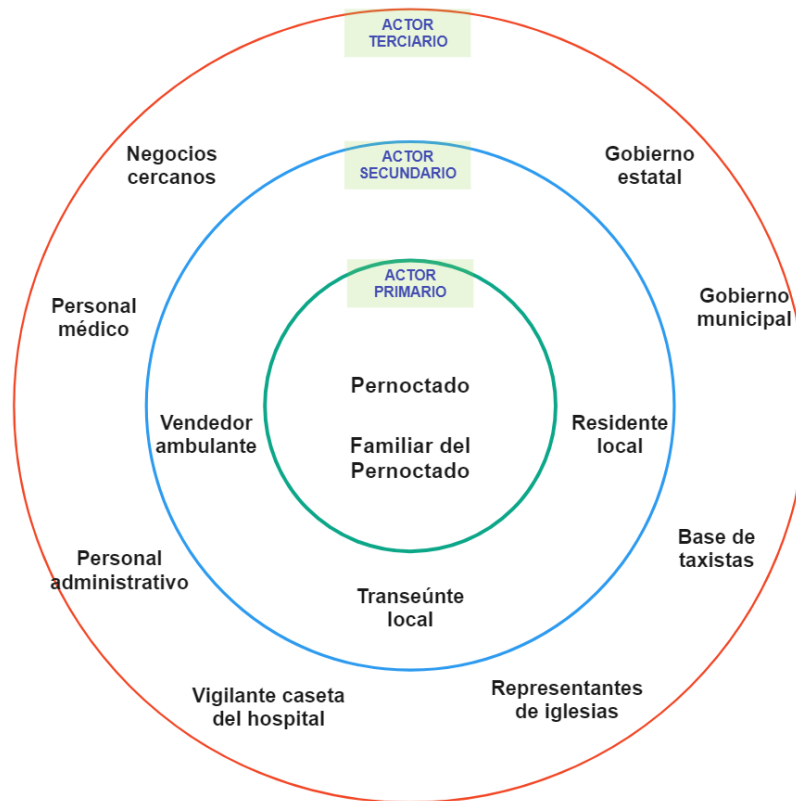 ACTOR
TERCIARIO
Negocios
cercanos
ACTOR
SECUNDARIO
Gobierno
estatal
ACTOR
PRIMARIO
Personal
médico
Gobierno
municipal
Pernoctado
Vendedor
ambulante
Residente
local
Familiar del
Pernoctado
Base de
taxistas
Personal
administrativo
Transeúnte
local
Vigilante caseta
del hospital
Representantes
de iglesias